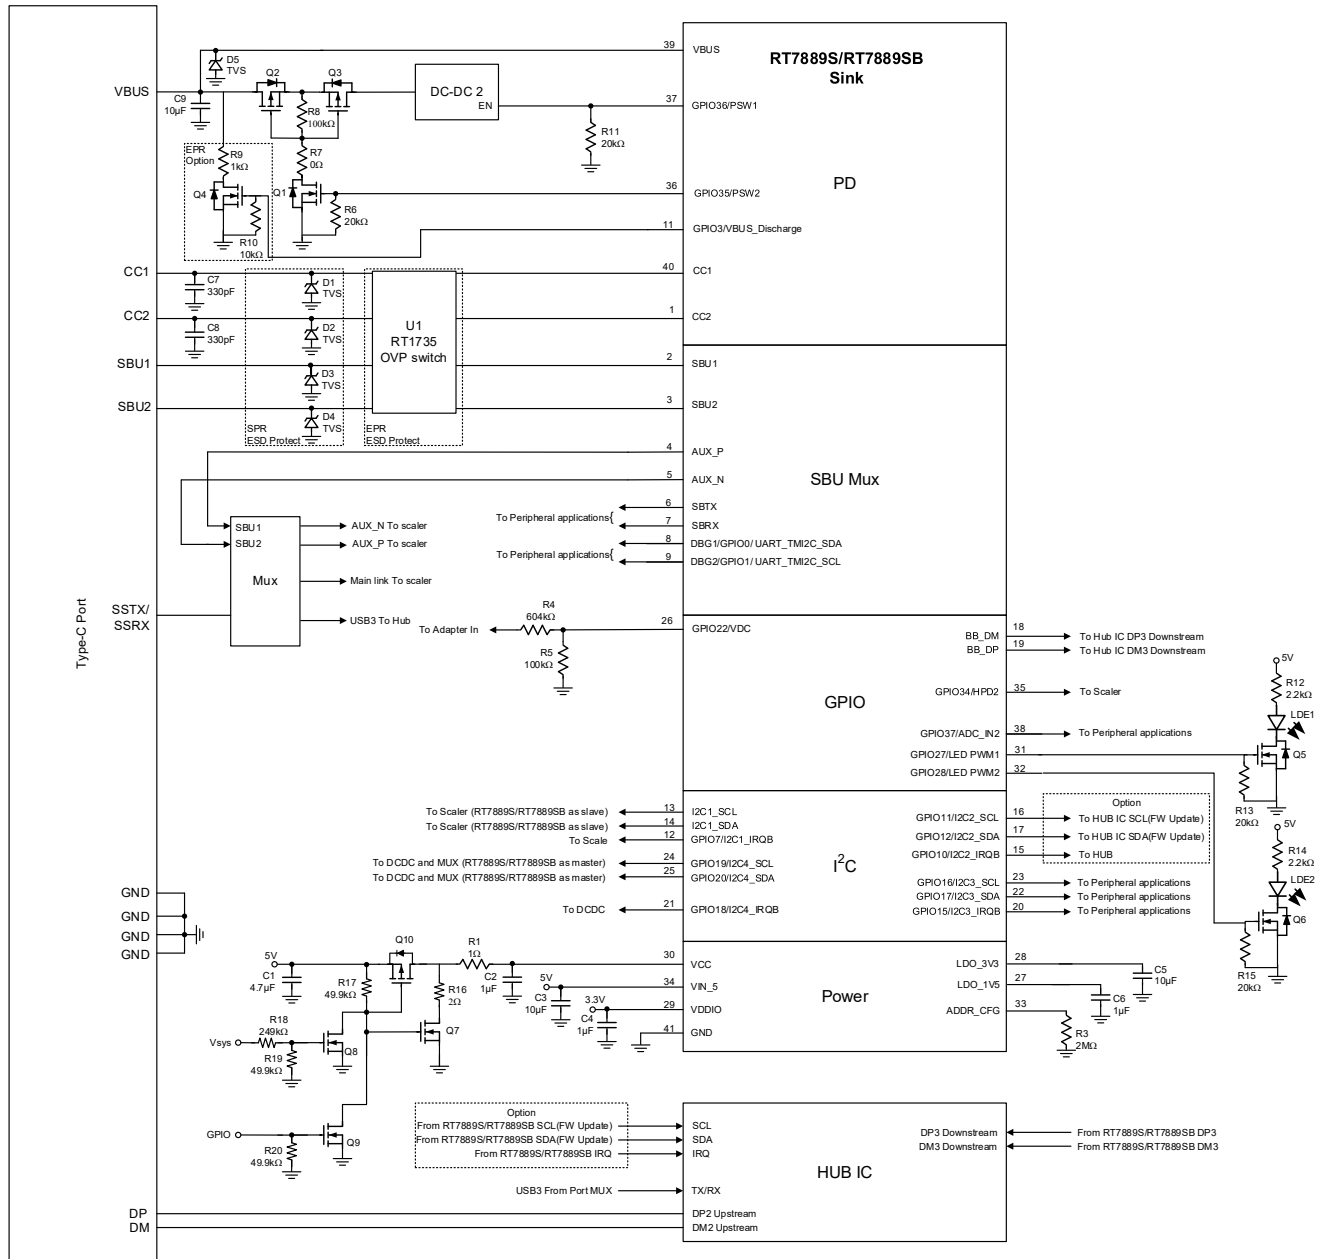 RT7889S/RT7889SB
Sink
PD
SBU Mux
GPIO
I2C
Power
HUB IC
Type-C Port
VBUS
CC1
CC2
SBU1
SBU2
SSTX/
SSRX
GND
GND
GND
GND
DP
DM
D5
TVS
C9
10µF
Q2
Q3
R8
100kΩ
DC-DC 2
EN
R11
20kΩ
EPR
Option
R9
1kΩ
Q4
R10
10kΩ
R7
0Ω
Q1
R6
20kΩ
39
VBUS
37
GPIO36/PSW1
36
GPIO35/PSW2
11
GPIO3/VBUS_Discharge
40
CC1
1
CC2
C7
330pF
C8
330pF
D1
TVS
D2
TVS
D3
TVS
D4
TVS
SPR
ESD Protect
U1
RT1735
OVP switch
EPR
ESD Protect
2
SBU1
3
SBU2
4
AUX_P
5
AUX_N
6
SBTX
7
SBRX
8
DBG1/GPIO0/UART_TMI2C_SDA
9
DBG2/GPIO1/UART_TMI2C_SCL
To Peripheral applications{
To Peripheral applications{
SBU1
SBU2
Mux
AUX_N To scaler
AUX_P To scaler
Main link To scaler
USB3 To Hub
To Adapter In
R4
604kΩ
R5
100kΩ
26
GPIO22/VDC
BB_DM
18
To Hub IC DP3 Downstream
BB_DP
19
To Hub IC DM3 Downstream
GPIO34/HPD2
35
To Scaler
GPIO37/ADC_IN2
38
To Peripheral applications
GPIO27/LED PWM1
31
GPIO28/LED PWM2
32
5V
R12
2.2kΩ
LDE1
Q5
R13
20kΩ
5V
R14
2.2kΩ
LDE2
Q6
R15
20kΩ
To Scaler (RT7889S/RT7889SB as slave)
13
I2C1_SCL
To Scaler (RT7889S/RT7889SB as slave)
14
I2C1_SDA
To Scale
12
GPIO7/I2C1_IRQB
To DCDC and MUX (RT7889S/RT7889SB as master)
24
GPIO19/I2C4_SCL
To DCDC and MUX (RT7889S/RT7889SB as master)
25
GPIO20/I2C4_SDA
To DCDC
21
GPIO18/I2C4_IRQB
Option
GPIO11/I2C2_SCL
16
To HUB IC SCL(FW Update)
GPIO12/I2C2_SDA
17
To HUB IC SDA(FW Update)
GPIO10/I2C2_IRQB
15
To HUB
GPIO16/I2C3_SCL
23
To Peripheral applications
GPIO17/I2C3_SDA
22
To Peripheral applications
GPIO15/I2C3_IRQB
20
To Peripheral applications
5V
C1
4.7µF
R17
49.9kΩ
Q10
R1
1Ω
C2
1µF
R16
2Ω
Q7
R18
249kΩ
Vsys
R19
49.9kΩ
Q8
GPIO
R20
49.9kΩ
Q9
30
VCC
5V
34
VIN_5
C3
10µF
3.3V
29
VDDIO
C4
1µF
41
GND
LDO_3V3
28
C5
10µF
LDO_1V5
27
C6
1µF
ADDR_CFG
33
R3
2MΩ
Option
From RT7889S/RT7889SB SCL(FW Update)
SCL
From RT7889S/RT7889SB SDA(FW Update)
SDA
From RT7889S/RT7889SB IRQ
IRQ
USB3 From Port MUX
TX/RX
DP2 Upstream
DM2 Upstream
DP3 Downstream
From RT7889S/RT7889SB DP3
DM3 Downstream
From RT7889S/RT7889SB DM3